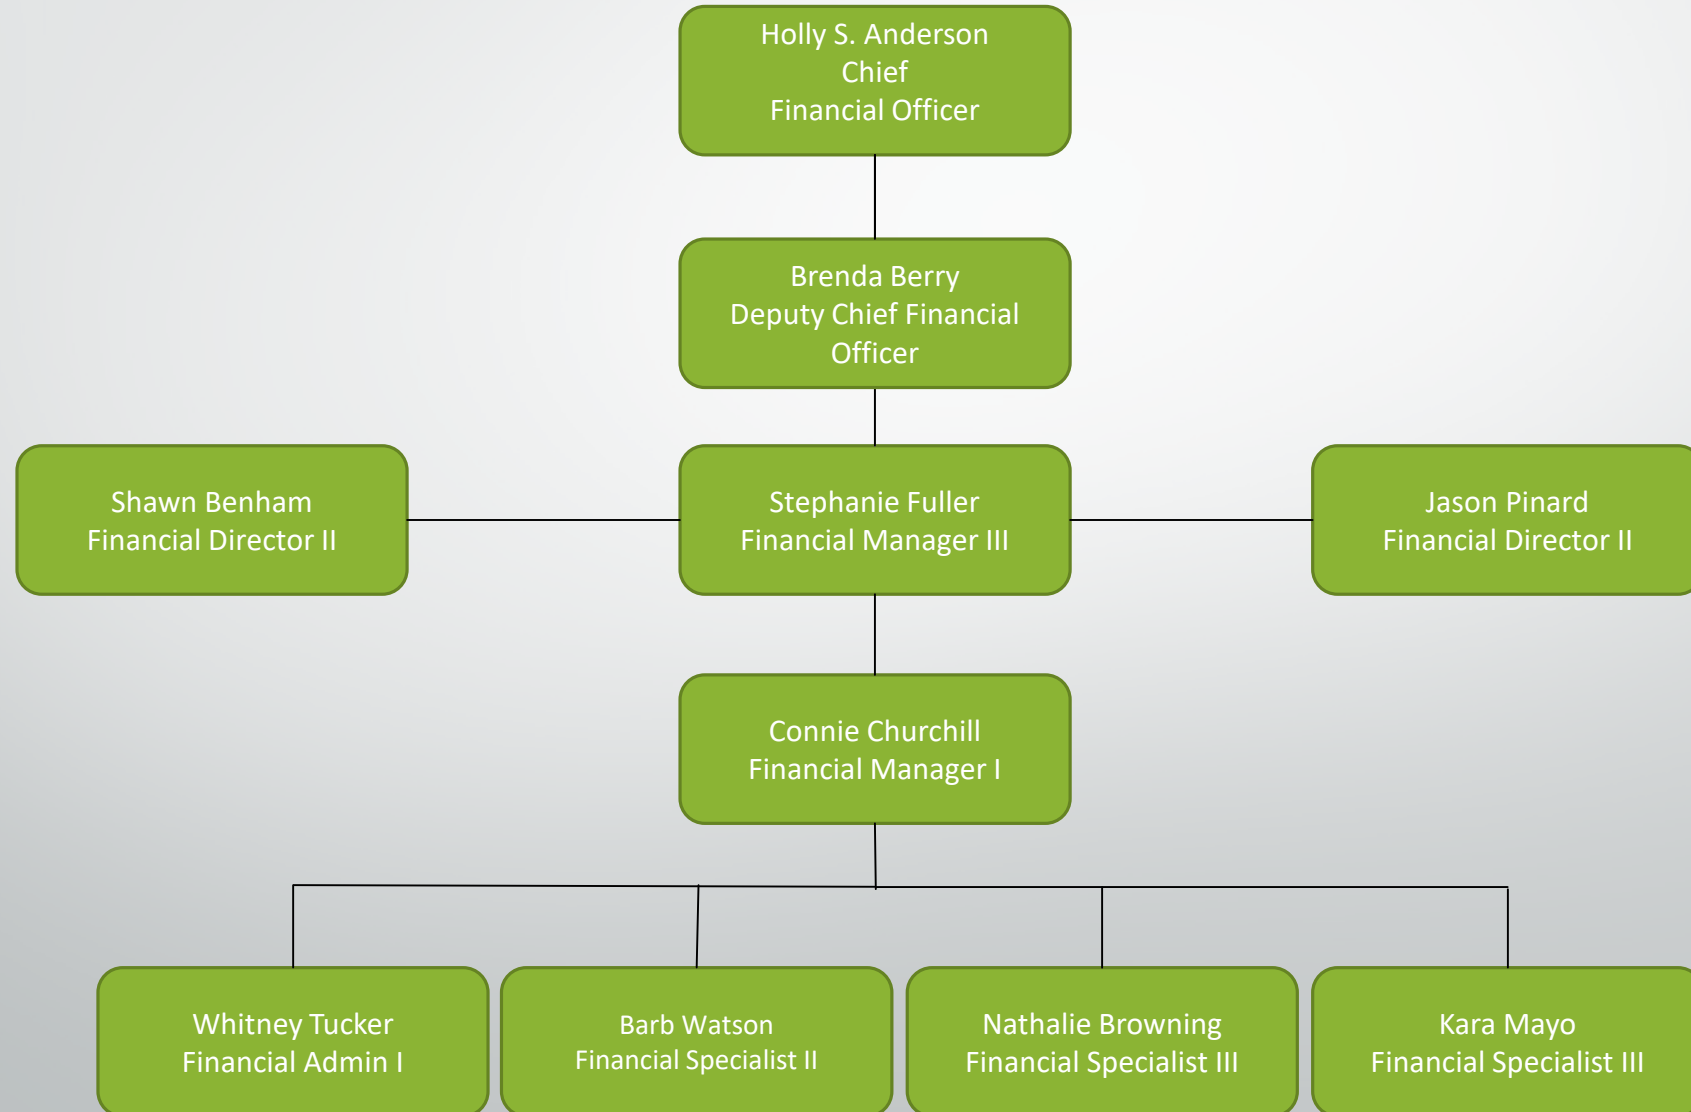 Holly S. Anderson
Chief
Financial Officer
Brenda Berry
Deputy Chief Financial
Officer
Shawn Benham
Financial Director II
Stephanie Fuller
Financial Manager III
Jason Pinard
Financial Director II
Connie Churchill
Financial Manager I
Whitney Tucker
Financial Admin I
Barb Watson
Financial Specialist II
Nathalie Browning
Financial Specialist III
Kara Mayo
Financial Specialist III